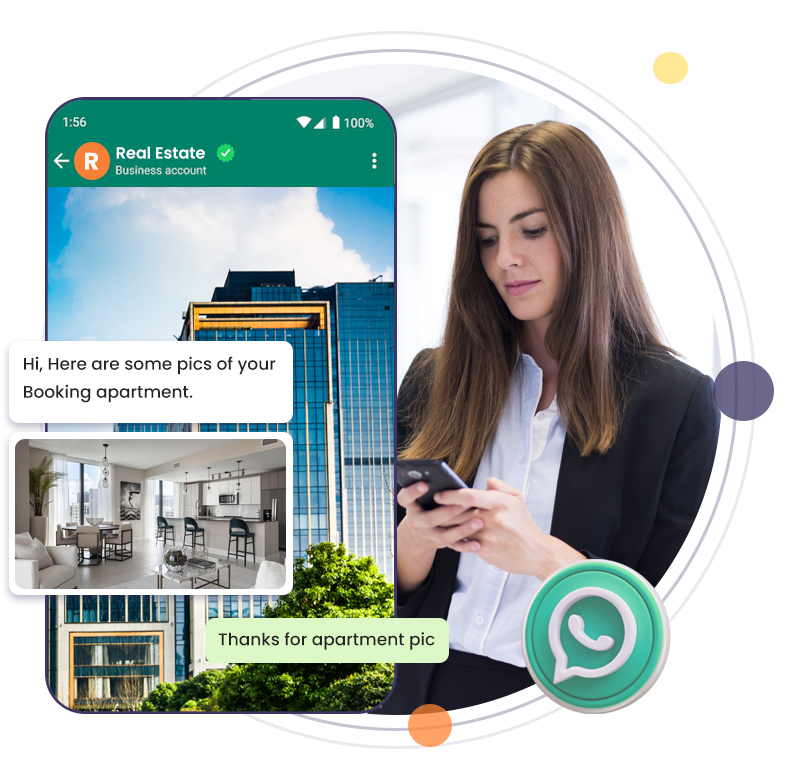 1:56
100%
R
Real Estate
Business account
Hi, Here are some pics of your
Booking apartment.
Thanks for apartment pic